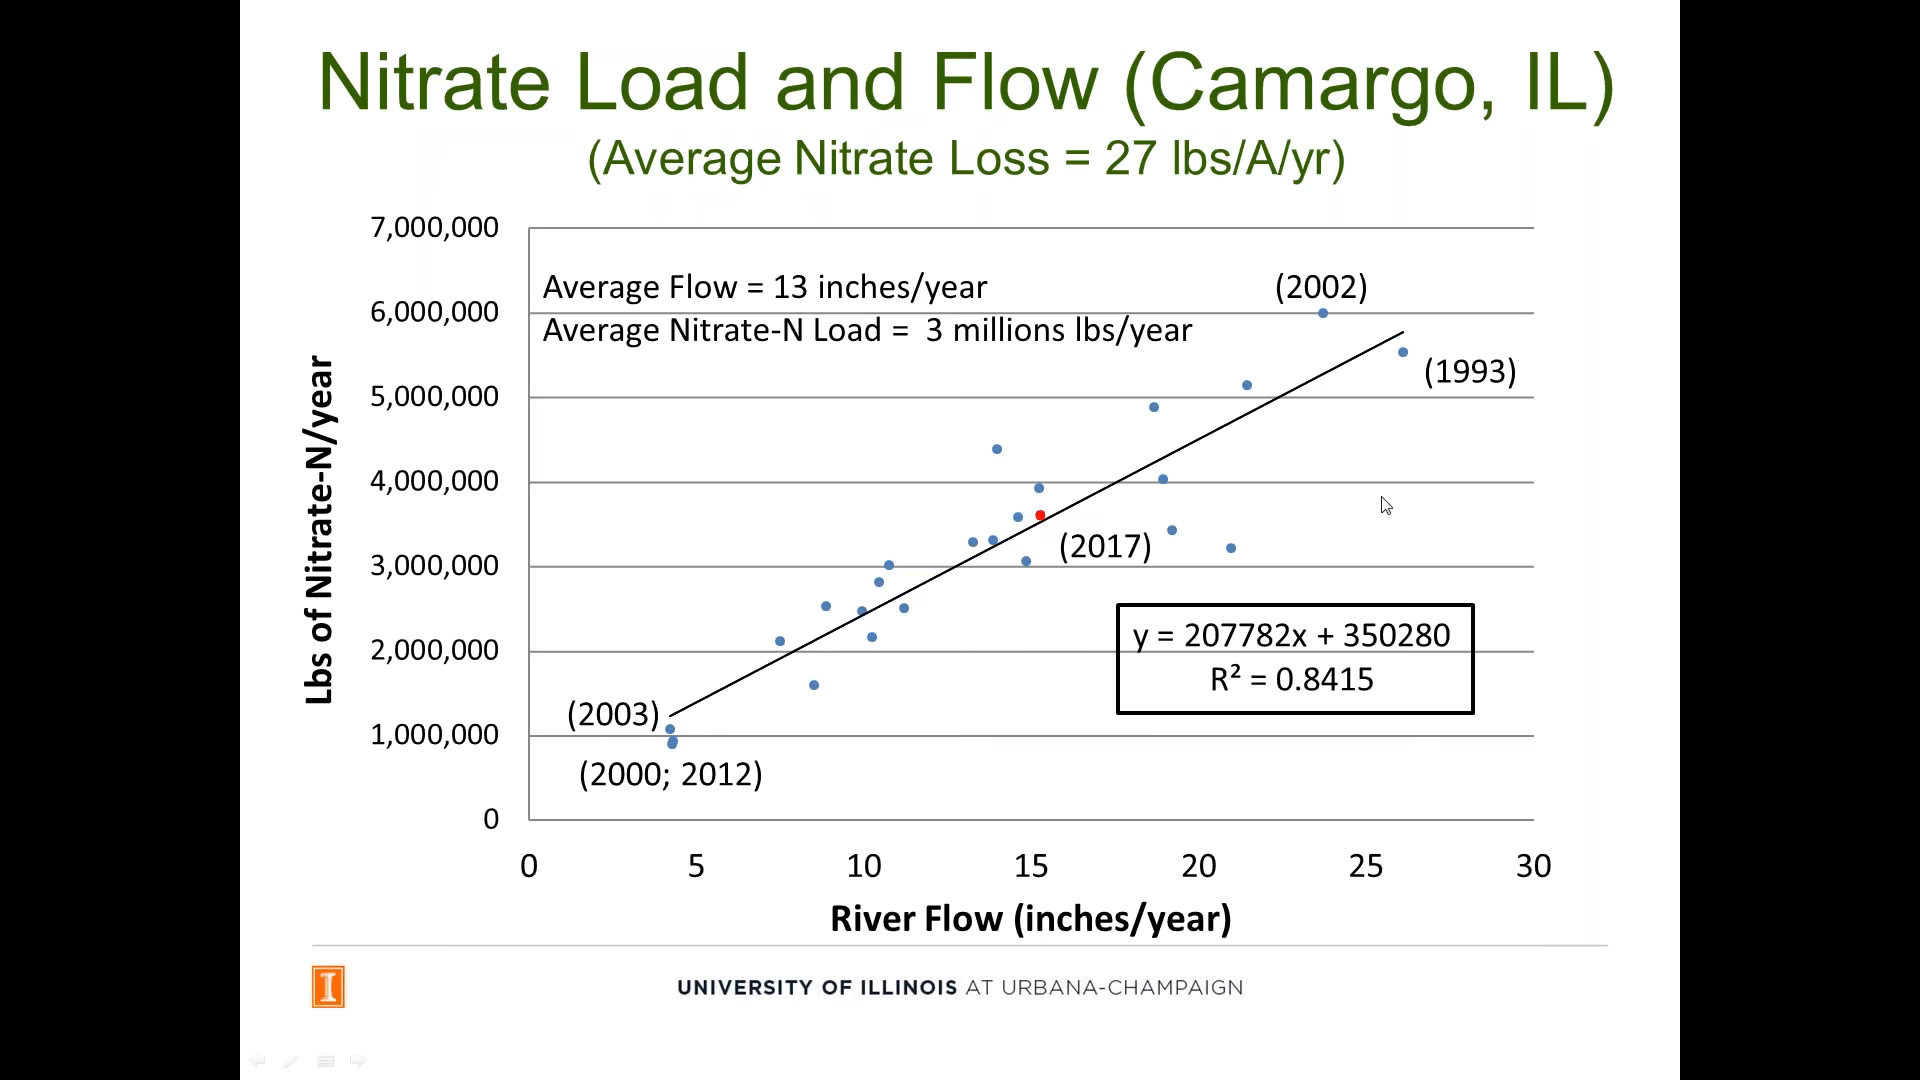 Nitrate Load and Flow (Camargo, IL)
(Average Nitrate Loss = 27 lbs/A/yr)
7,000,000
Average Flow = 13 inches/year
(2002)
6,000,000
Average Nitrate-N Load =  3 millions lbs/year
(1993)
5,000,000
Lbs of Nitrate-N/year
4,000,000
(2017)
3,000,000
y = 207782x + 350280
2,000,000
R² = 0.8415
(2003)
1,000,000
(2000; 2012)
0
0 5 10 15 20 25 30
River Flow (inches/year)
I
UNIVERSITY OF ILLINOIS AT URBANA-CHAMPAIGN